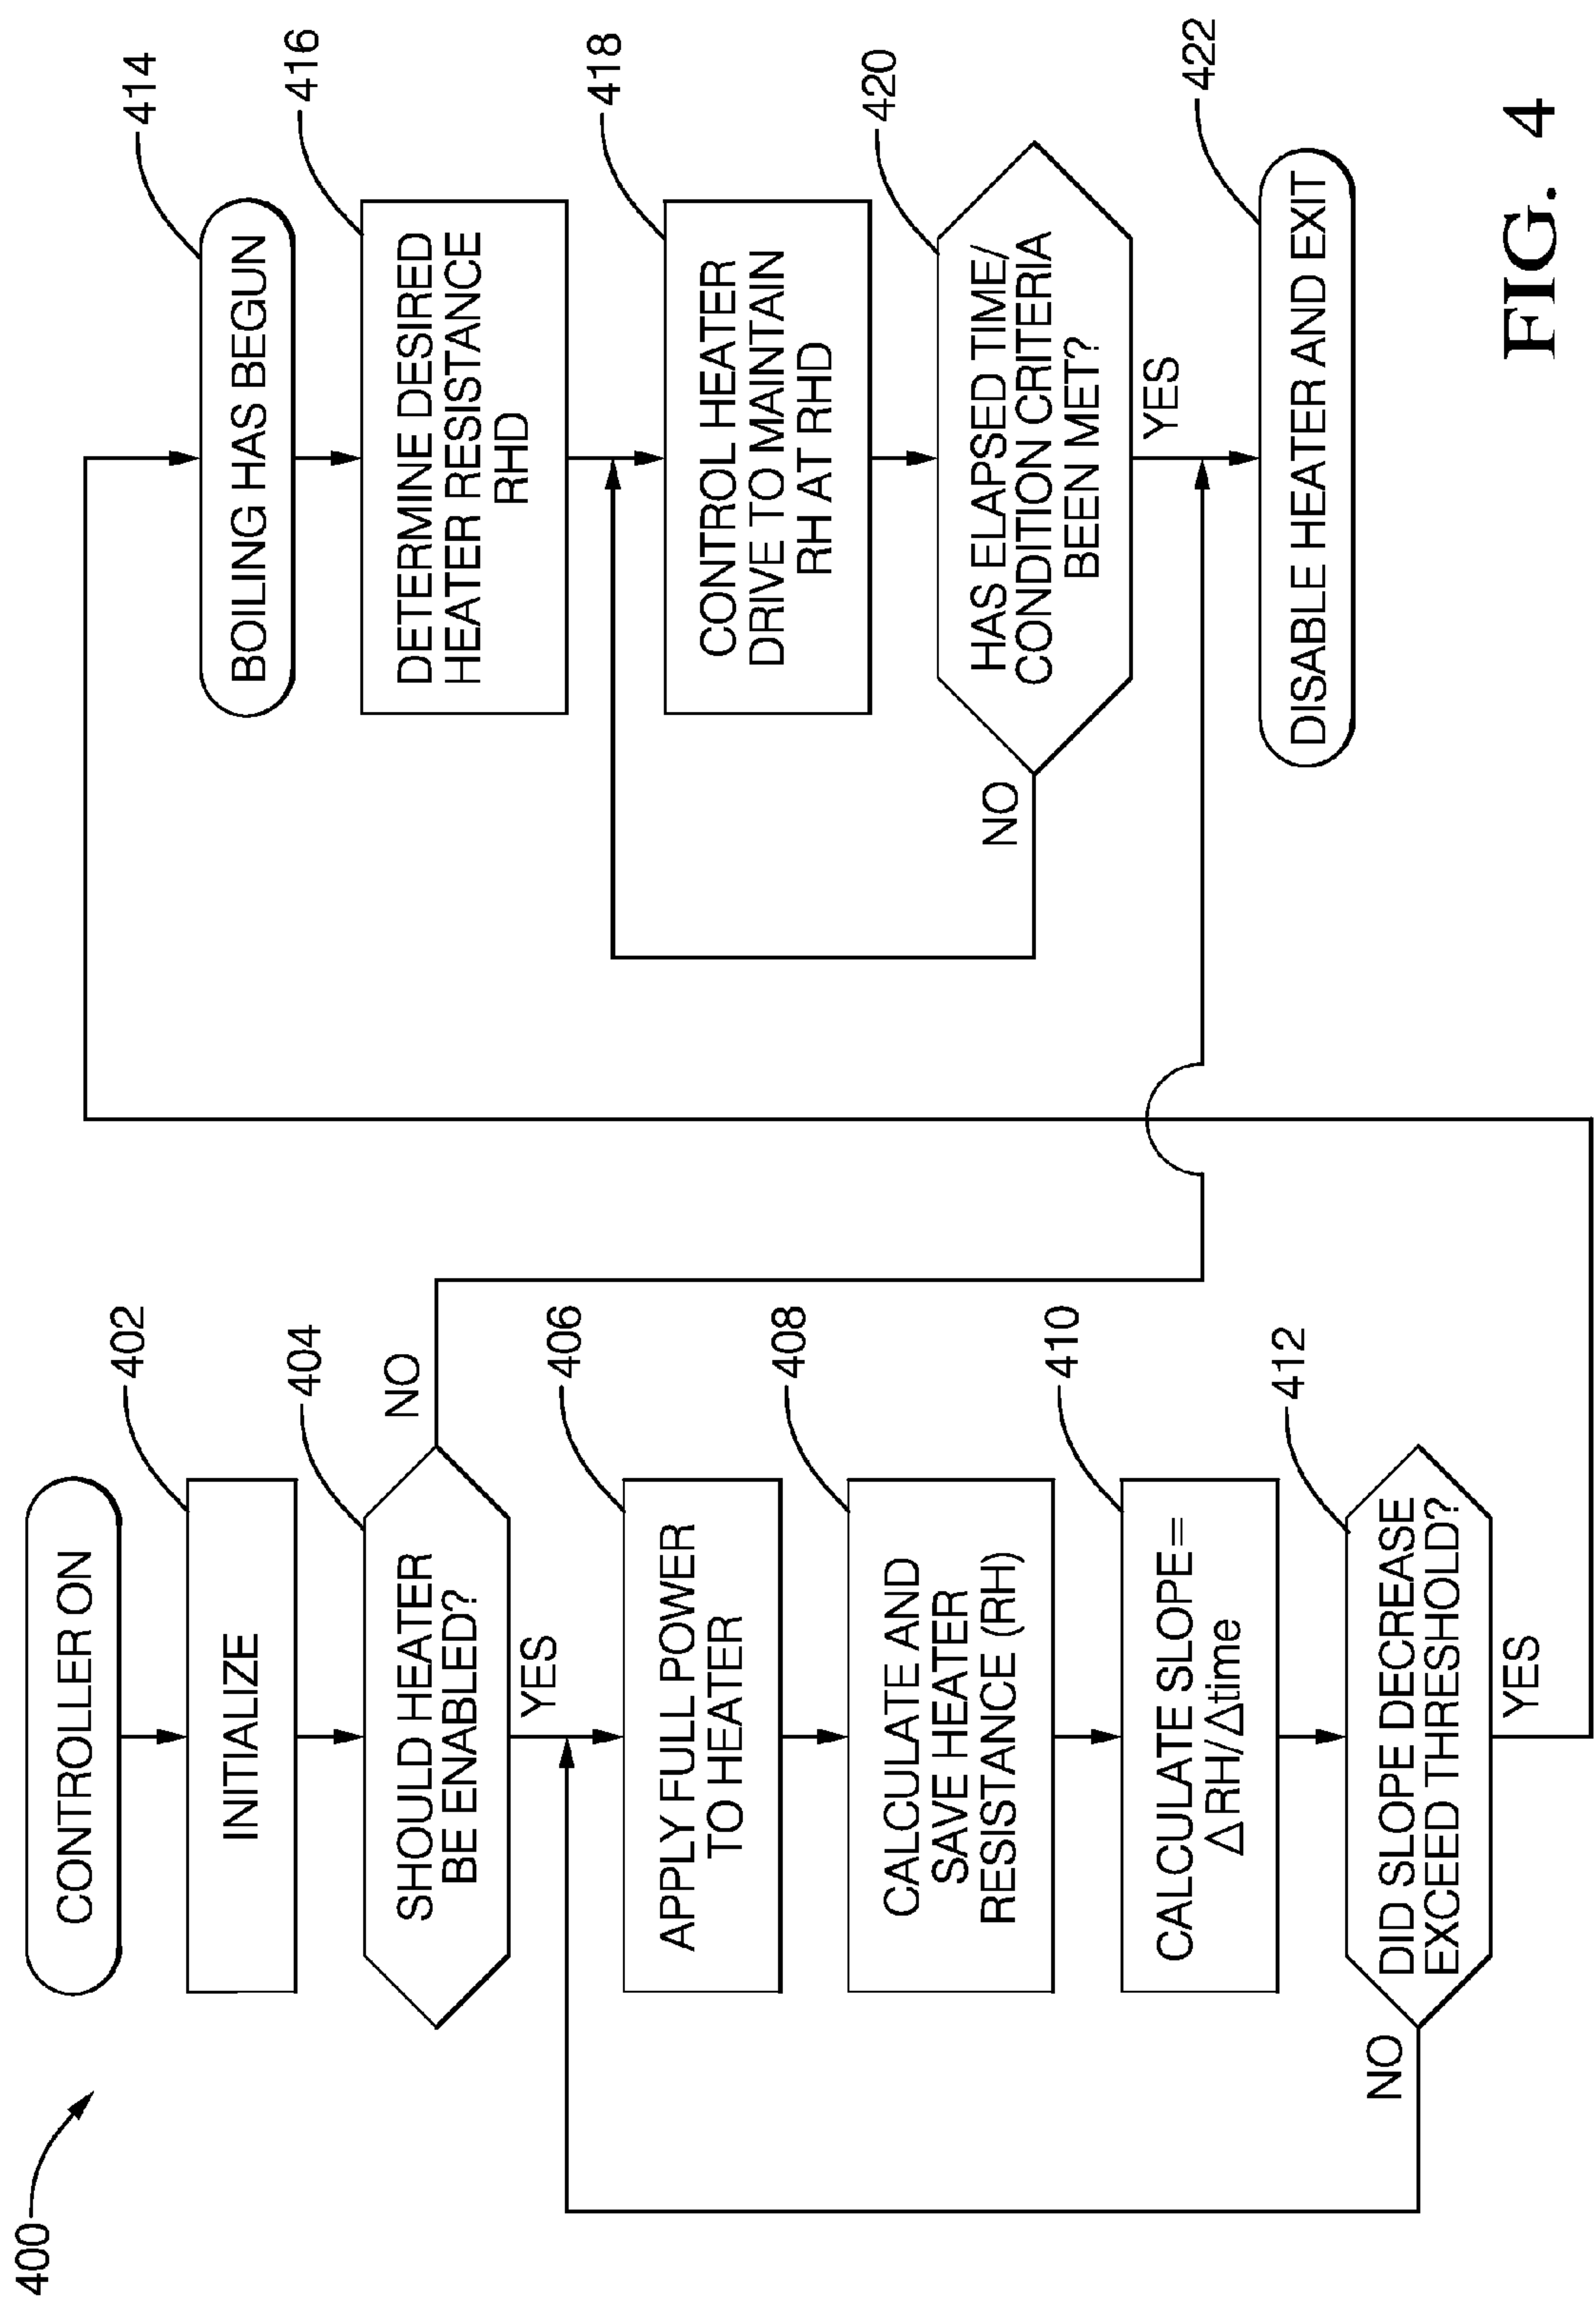 400
CONTROLLER ON
402
INITIALIZE
404
SHOULD HEATER
BE ENABLED?
NO
YES
406
APPLY FULL POWER
TO HEATER
408
CALCULATE AND
SAVE HEATER
RESISTANCE (RH)
410
CALCULATE SLOPE=
△RH/△time
412
DID SLOPE DECREASE
EXCEED THRESHOLD?
NO
YES
414
BOILING HAS BEGUN
416
DETERMINE DESIRED
HEATER RESISTANCE
RHD
418
CONTROL HEATER
DRIVE TO MAINTAIN
RH AT RHD
420
HAS ELAPSED TIME/
CONDITION CRITERIA
BEEN MET?
NO
YES
422
DISABLE HEATER AND EXIT
FIG. 4